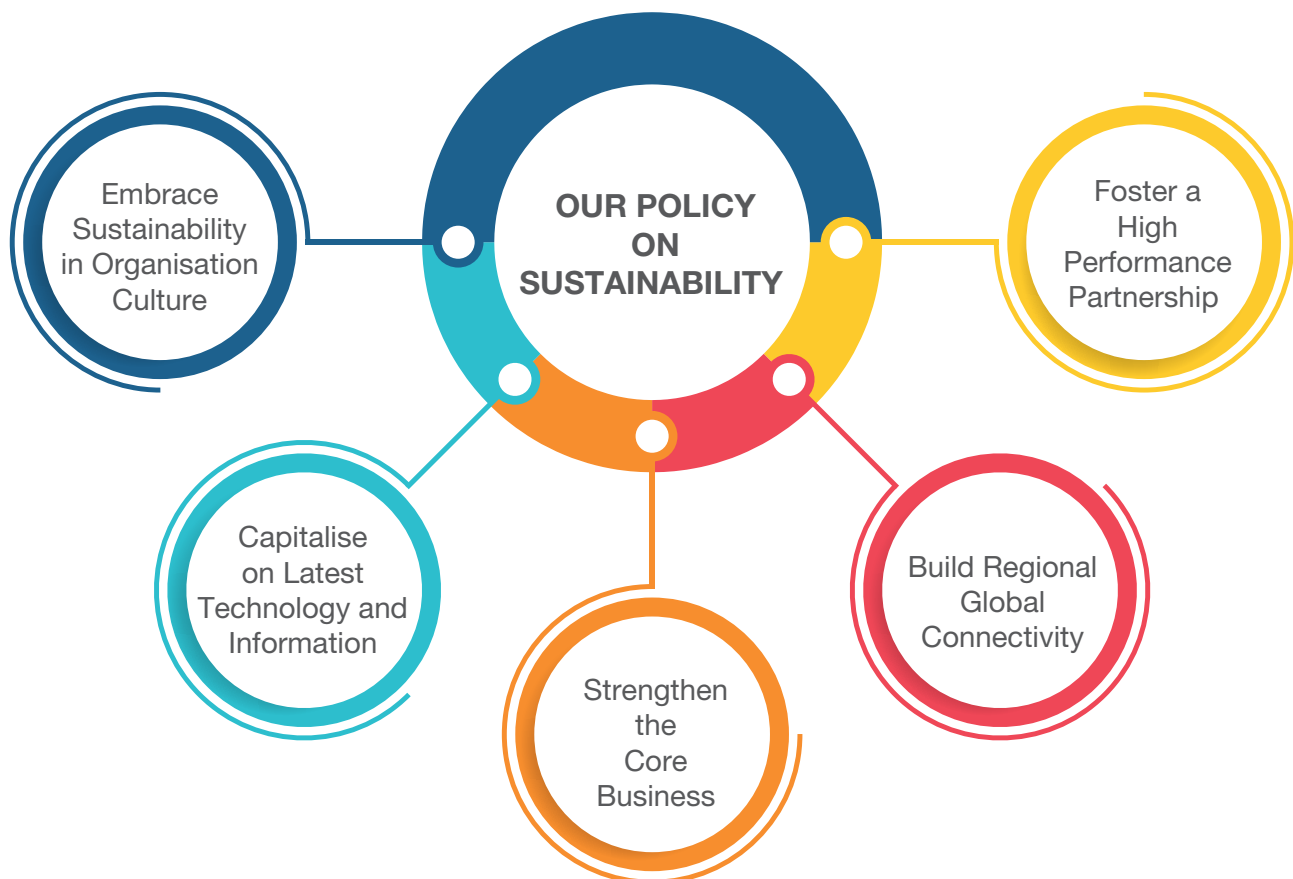 OUR POLICY
ON
SUSTAINABILITY
Embrace
Sustainability
in Organisation
Culture
Capitalise
on Latest
Technology and
Information
Strengthen
the
Core
Business
Build Regional
Global
Connectivity
Foster a
High
Performance
Partnership